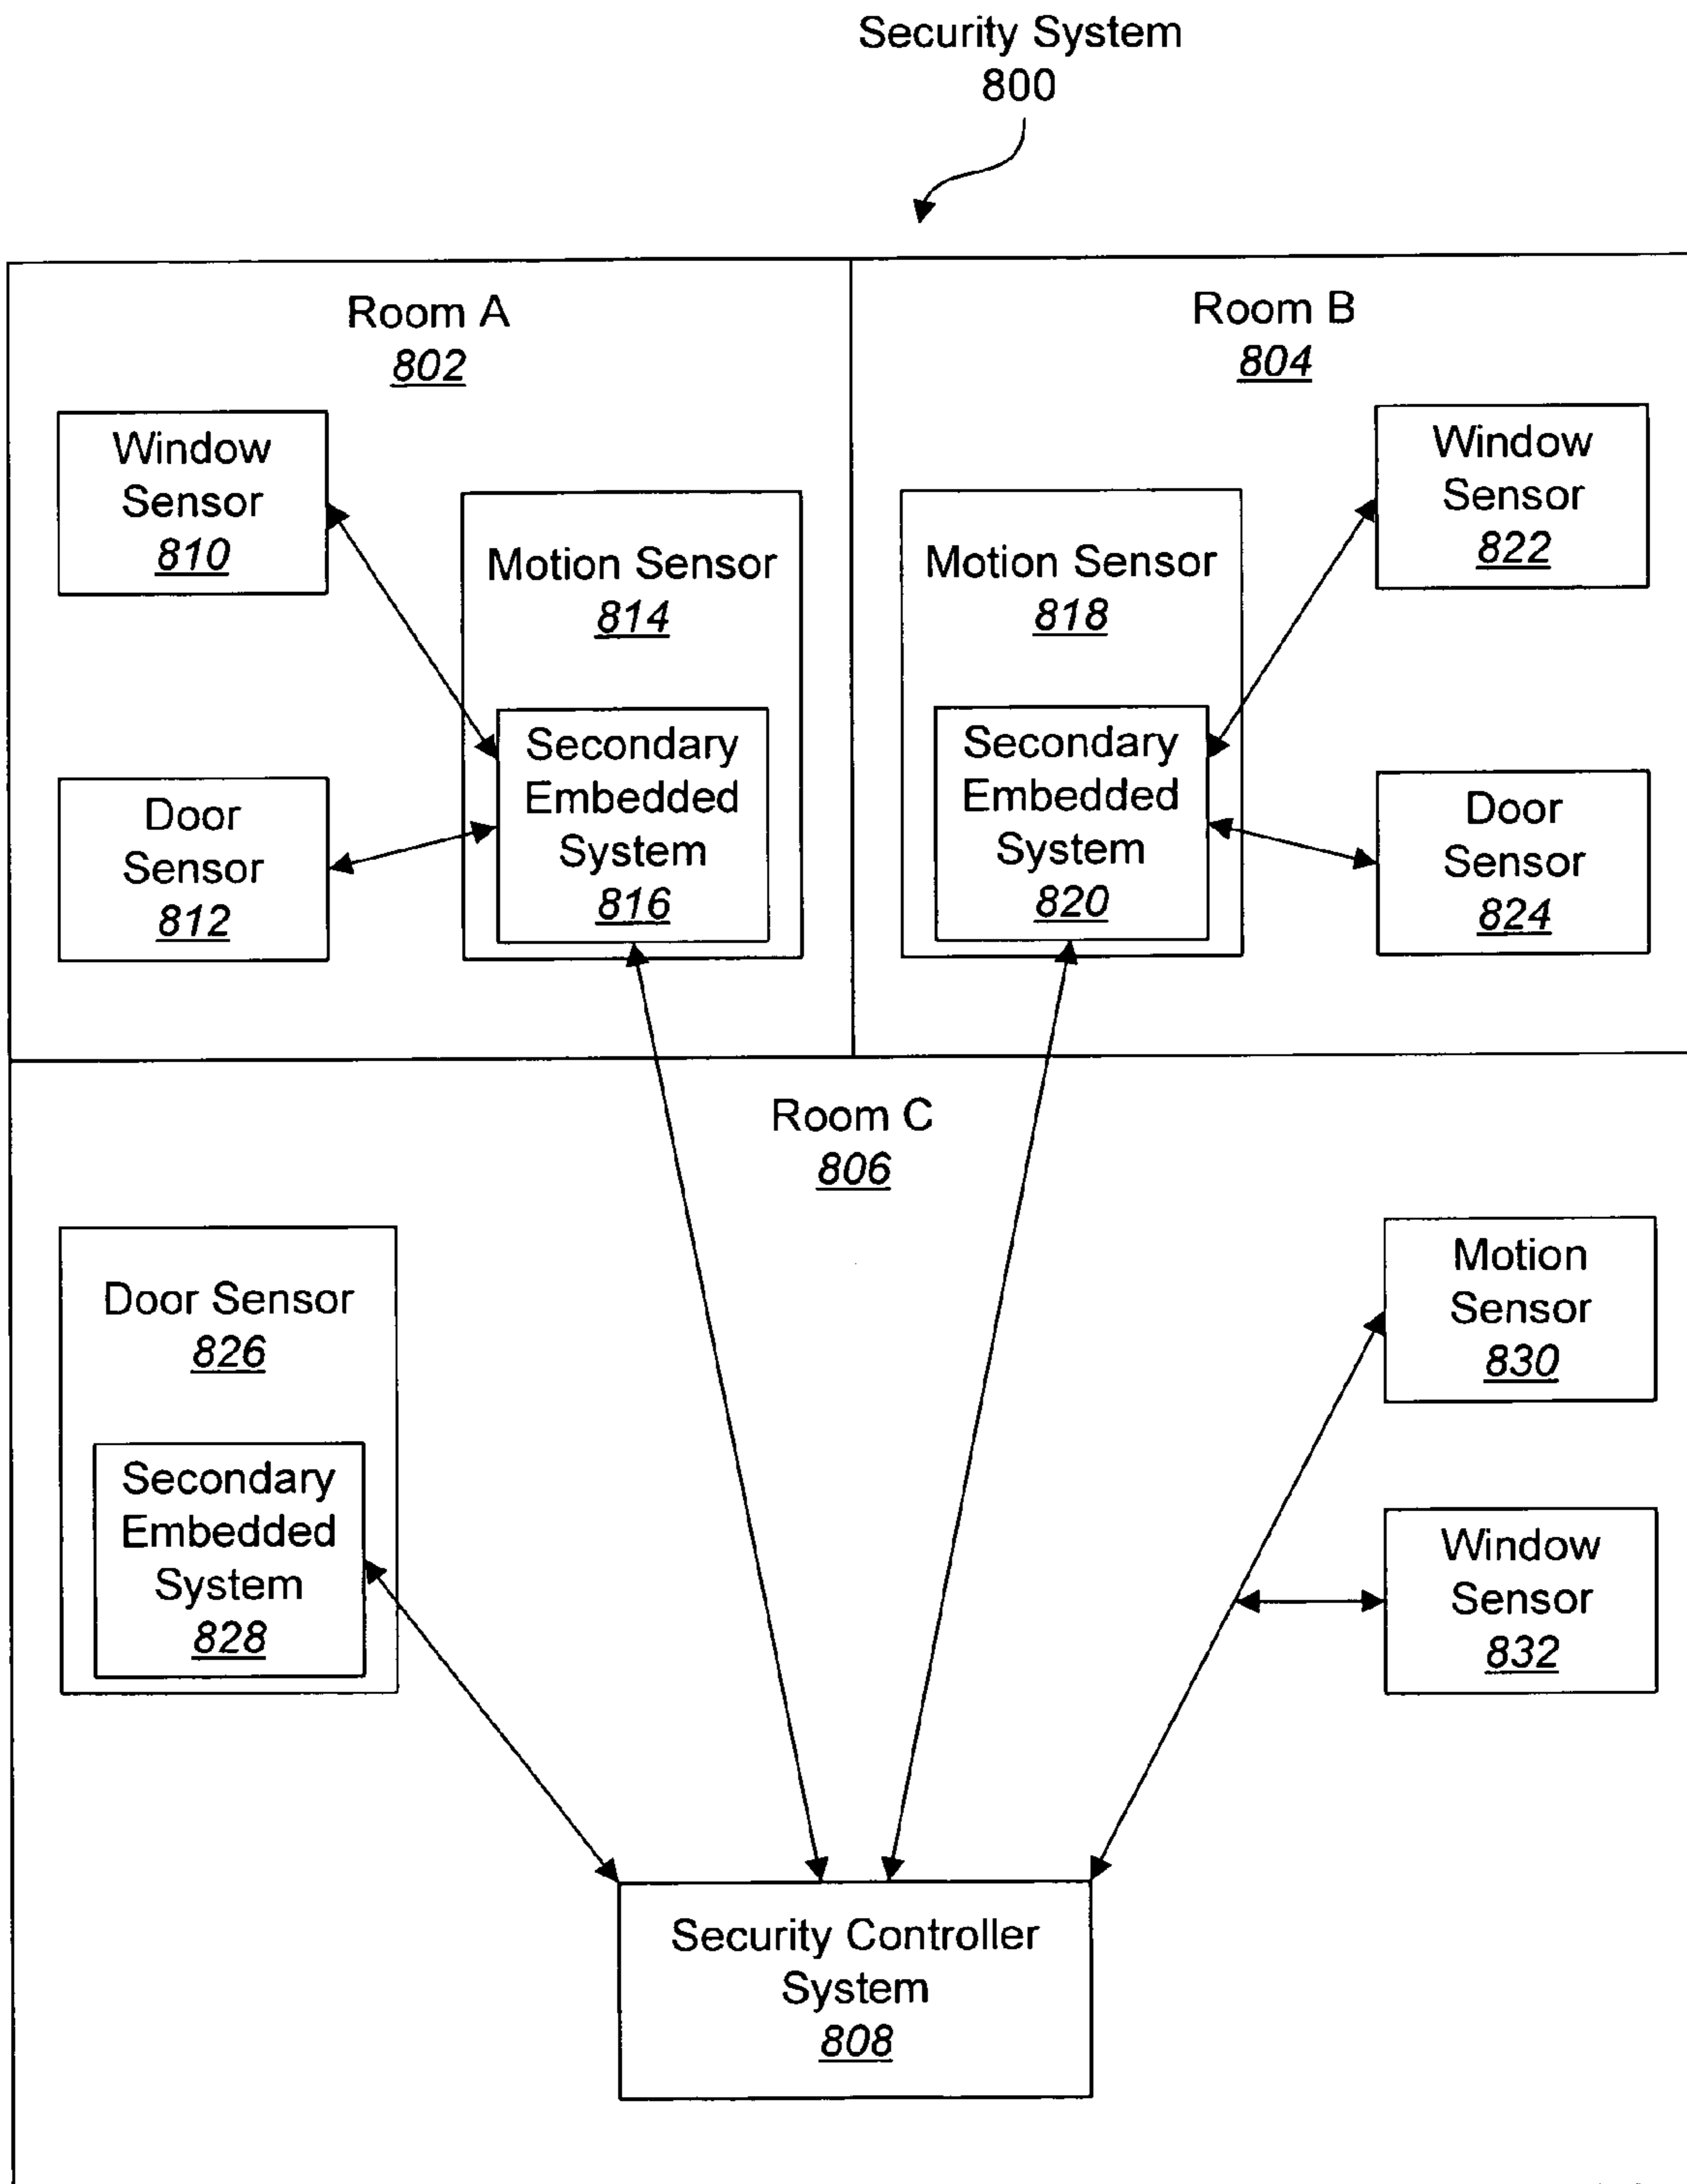 Security System
800
Room A
802
Window
Sensor
810
Motion Sensor
814
Secondary
Embedded
System
816
Door
Sensor
812
Room B
804
Motion Sensor
818
Secondary
Embedded
System
820
Window
Sensor
822
Door
Sensor
824
Room C
806
Door Sensor
826
Secondary
Embedded
System
828
Motion
Sensor
830
Window
Sensor
832
Security Controller
System
808